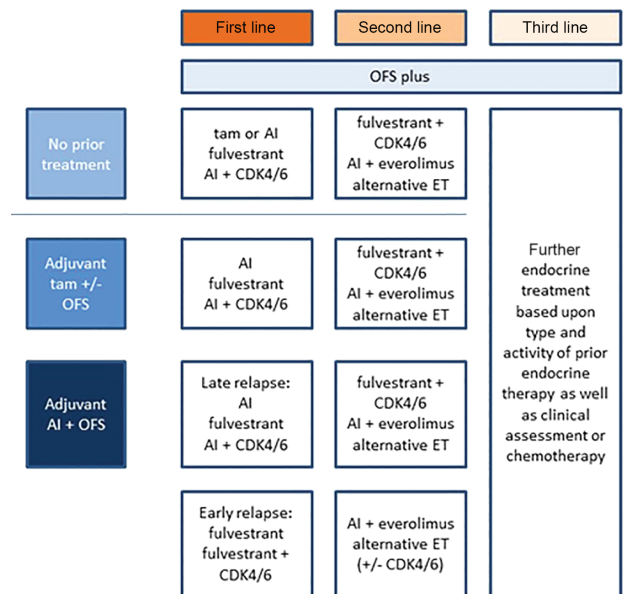 First line
Second line
Third line
OFS plus
No prior
treatment
tam or AI
fulvestrant
AI + CDK4/6
fulvestrant +
CDK4/6
AI + everolimus
alternative ET
Adjuvant
tam +/-
OFS
AI
fulvestrant
AI + CDK4/6
fulvestrant +
CDK4/6
AI + everolimus
alternative ET
Adjuvant
AI + OFS
Late relapse:
AI
fulvestrant
AI + CDK4/6
fulvestrant +
CDK4/6
AI + everolimus
alternative ET
Early relapse:
fulvestrant
fulvestrant +
CDK4/6
AI + everolimus
alternative ET
(+/- CDK4/6)
Further
endocrine
treatment
based upon
type and
activity of prior
endocrine
therapy as well
as clinical
assessment or
chemotherapy